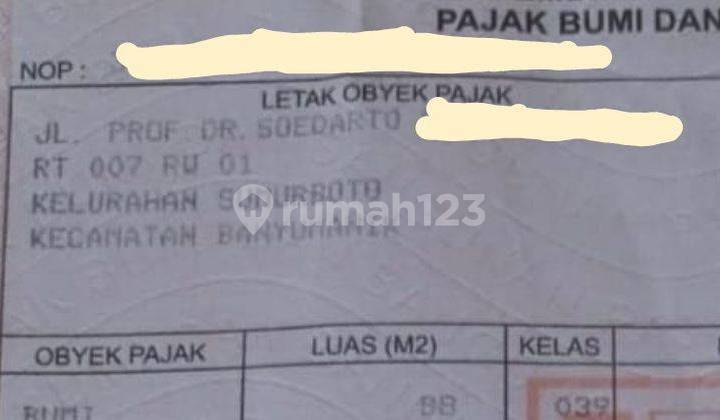 PAJAK BUMI DAN
NOP :
LETAK OBYEK PAJAK
JL. PROF DR. SOEDARTO
RT 007 RW 01
KELURAHAN
rumah123
KECAMATAN
OBYEK PAJAK LUAS (M2) KELAS
BUMI 039